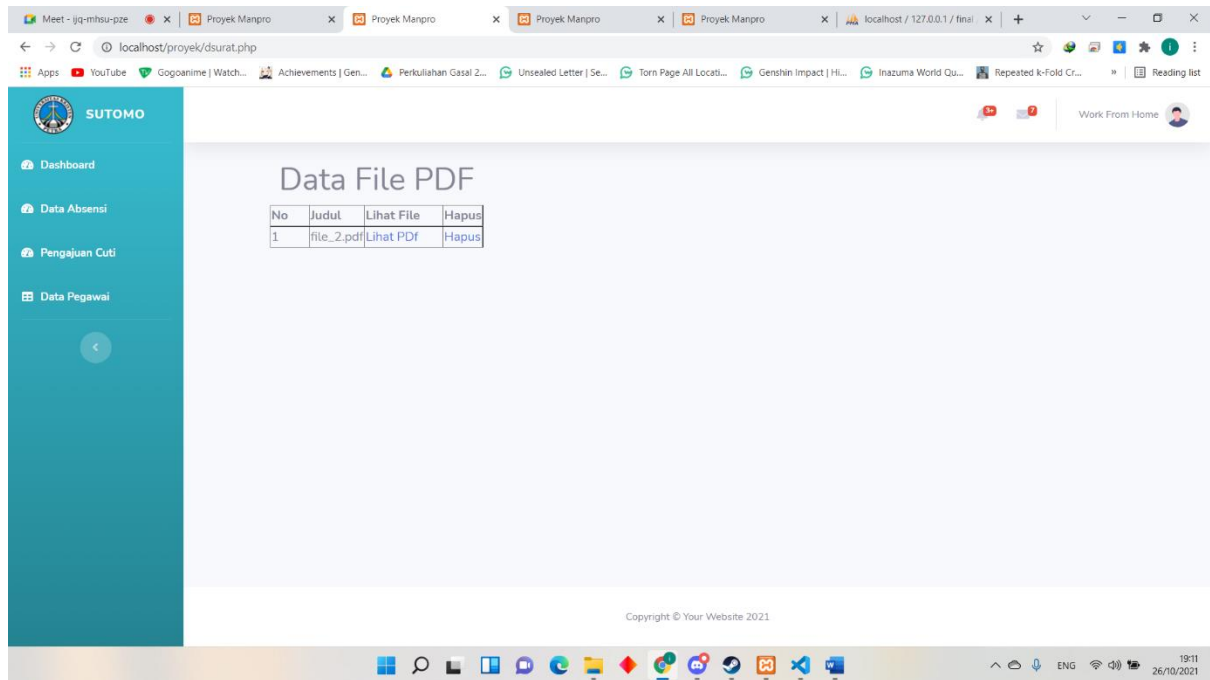 Meet - ijq-mhsu-pze
Proyek Manpro
Proyek Manpro
Proyek Manpro
Proyek Manpro
localhost / 127.0.0.1 / final
localhost/proyek/dsurat.php
Apps
YouTube
Gogoanime | Watch...
Achievements | Gen...
Perkuliahan Gasal 2...
Unsealed Letter | Se...
Torn Page All Locati...
Genshin Impact | Hi...
Inazuma World Qu...
Repeated k-Fold Cr...
»
Reading list
SUTOMO
3+
7
Work From Home
Dashboard
Data Absensi
Pengajuan Cuti
Data Pegawai
Data File PDF
No Judul Lihat File Hapus
1 file_2.pdf Lihat PDf Hapus
Copyright © Your Website 2021
ENG
19:11
26/10/2021